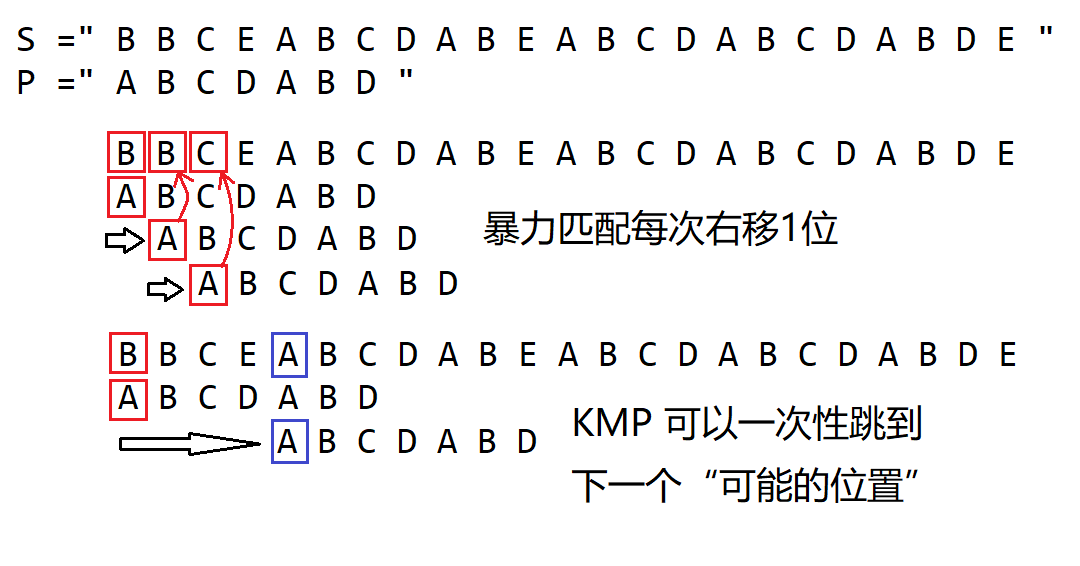 S =" B B C E A B C D A B E A B C D A B C D A B D E "
P =" A B C D A B D "
B B C E A B C D A B E A B C D A B C D A B D E
A B C D A B D
A B C D A B D
暴力匹配每次右移1位
A B C D A B D
B B C E A B C D A B E A B C D A B C D A B D E
A B C D A B D
A B C D A B D
KMP 可以一次性跳到
下一个“可能的位置”